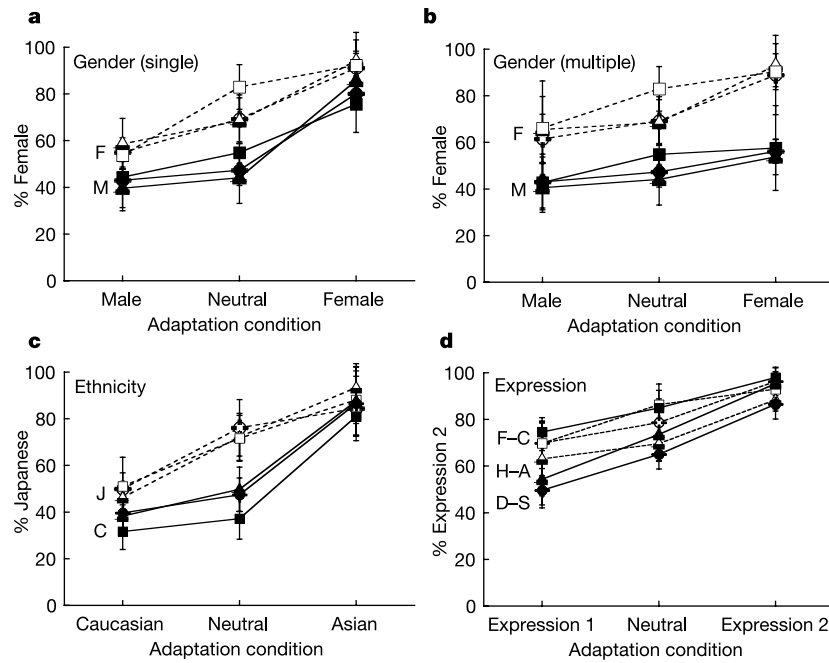 a
Gender (single)
100
80
60
40
20
0
% Female
F
M
Male Neutral Female
Adaptation condition
b
Gender (multiple)
100
80
60
40
20
0
% Female
F
M
Male Neutral Female
Adaptation condition
c
Ethnicity
100
80
60
40
20
0
% Japanese
J
C
Caucasian Neutral Asian
Adaptation condition
d
Expression
100
80
60
40
20
0
% Expression 2
F–C
H–A
D–S
Expression 1 Neutral Expression 2
Adaptation condition